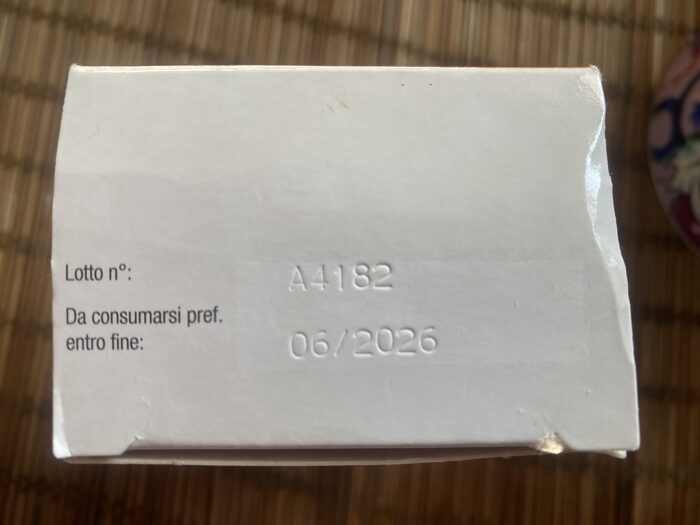 Lotto n°: A4182
Da consumarsi pref.
entro fine: 06/2026